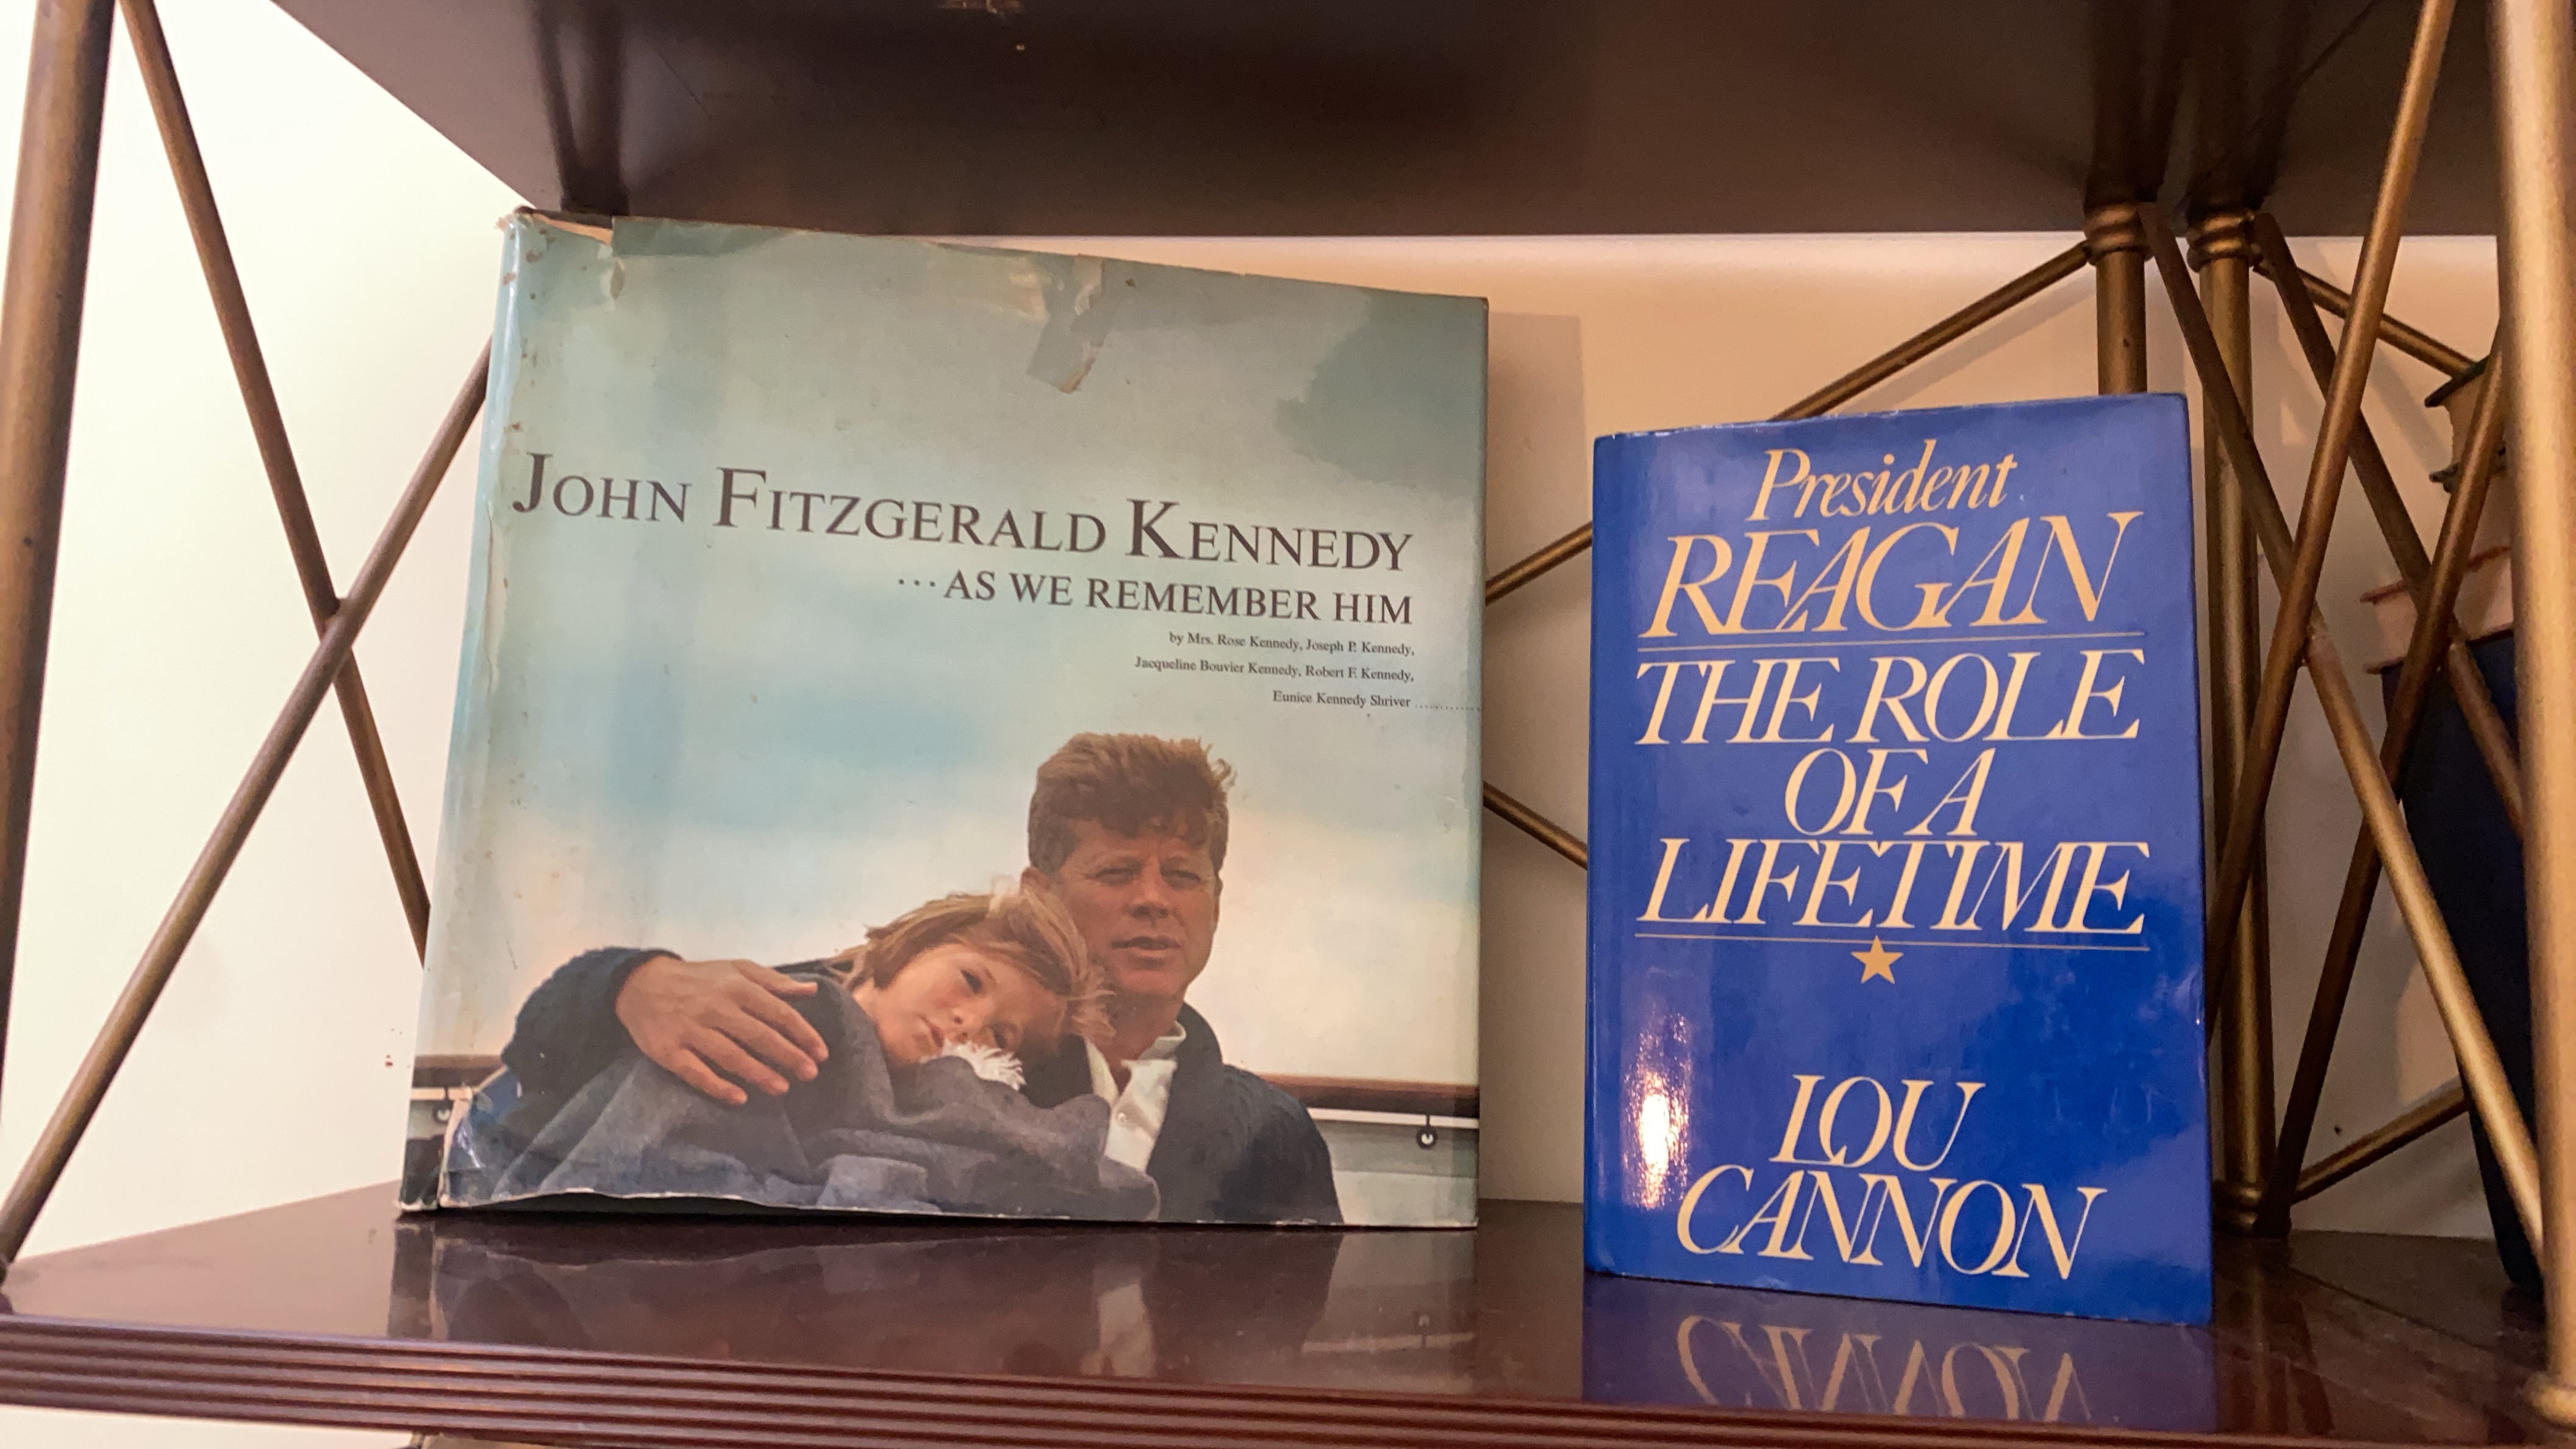 JOHN FITZGERALD KENNEDY
...AS WE REMEMBER HIM
by Mrs. Rose Kennedy, Joseph P. Kennedy,
Jacqueline Bouvier Kennedy, Robert F. Kennedy,
Eunice Kennedy Shriver ............
President
REAGAN
THE ROLE
OF A
LIFETIME
LOU
CANNON